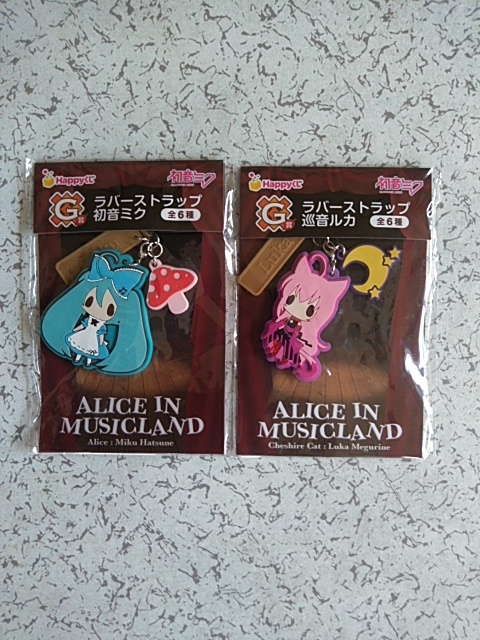 Happyくじ
初音ミク
G賞
ラバーストラップ
初音ミク 全6種
ALICE IN
MUSICLAND
Alice : Miku Hatsune
Happyくじ
初音ミク
G賞
ラバーストラップ
巡音ルカ 全6種
Luka
ALICE IN
MUSICLAND
Cheshire Cat : Luka Megurine